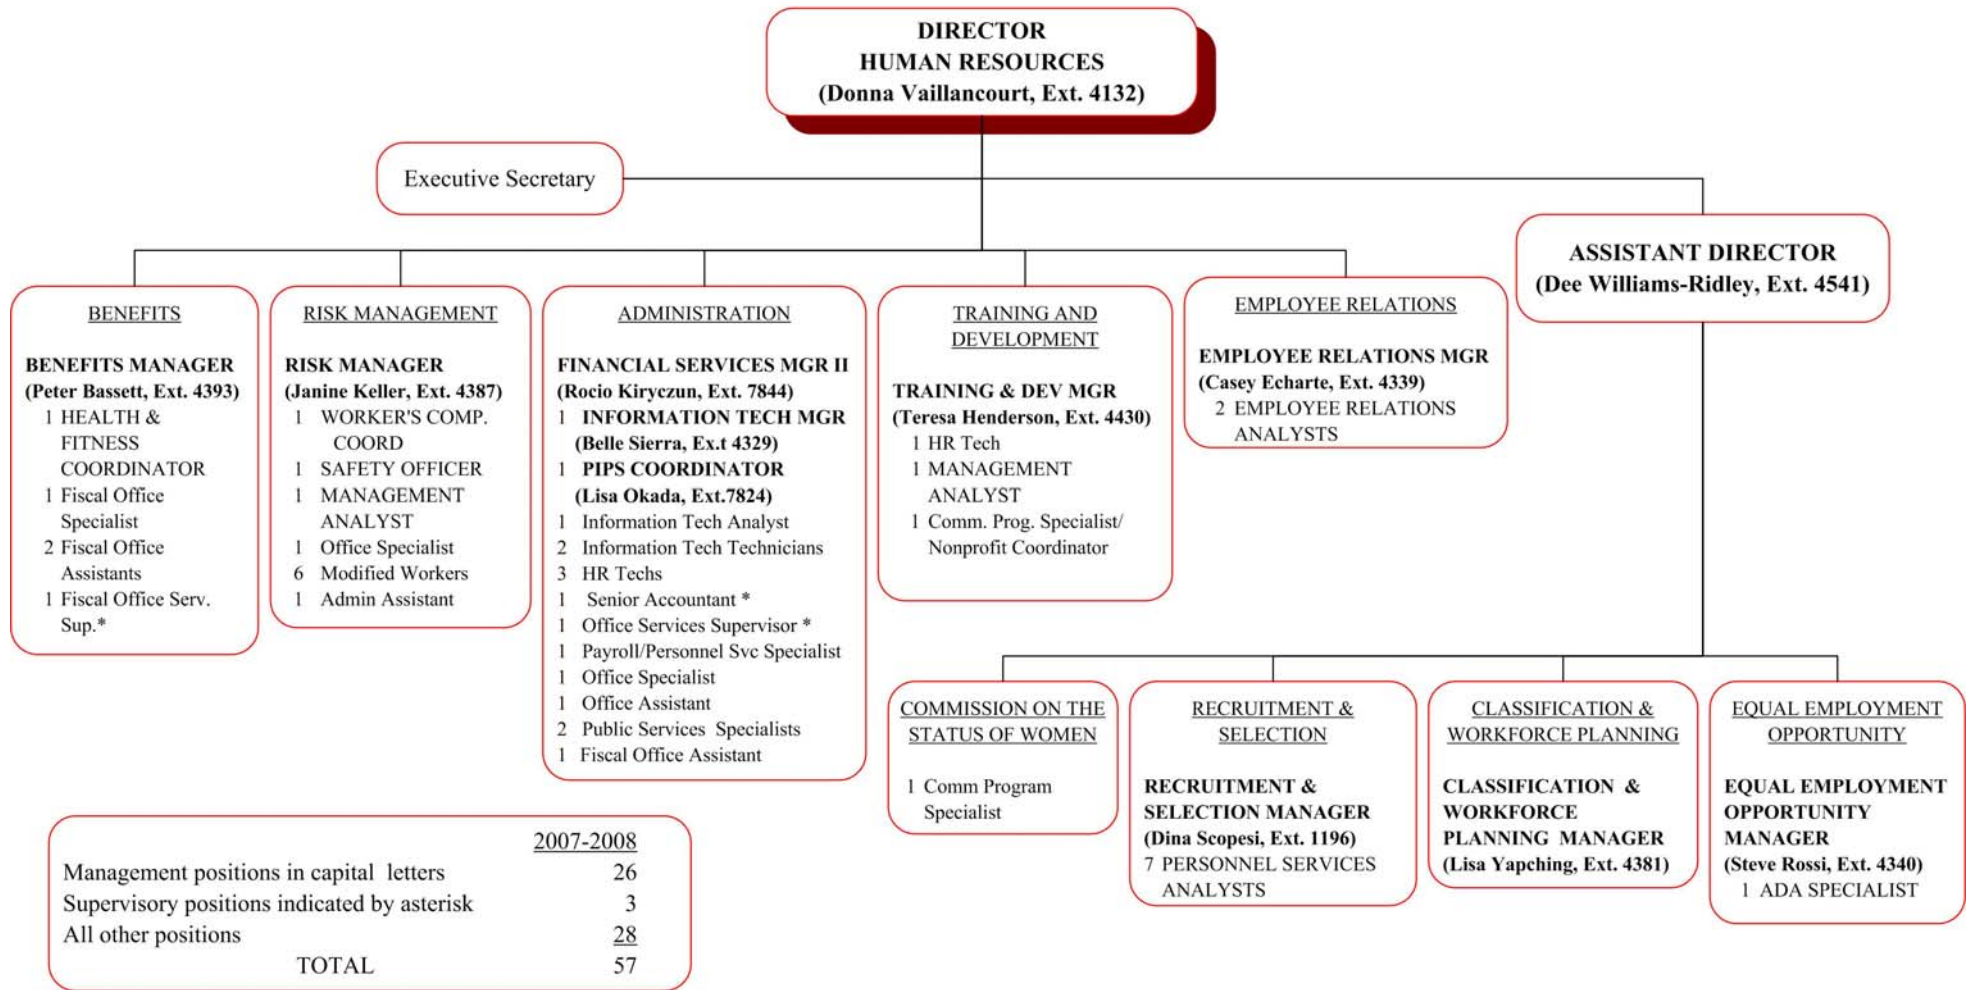 DIRECTOR
HUMAN RESOURCES
(Donna Vaillancourt, Ext. 4132)
Executive Secretary
ASSISTANT DIRECTOR
(Dee Williams-Ridley, Ext. 4541)
BENEFITS
BENEFITS MANAGER
(Peter Bassett, Ext. 4393)
1 HEALTH &
FITNESS
COORDINATOR
1 Fiscal Office
Specialist
2 Fiscal Office
Assistants
1 Fiscal Office Serv.
Sup.*
RISK MANAGEMENT
RISK MANAGER
(Janine Keller, Ext. 4387)
1 WORKER'S COMP.
COORD
1 SAFETY OFFICER
1 MANAGEMENT
ANALYST
1 Office Specialist
6 Modified Workers
1 Admin Assistant
ADMINISTRATION
FINANCIAL SERVICES MGR II
(Rocio Kiryczun, Ext. 7844)
1 INFORMATION TECH MGR
(Belle Sierra, Ex.t 4329)
1 PIPS COORDINATOR
(Lisa Okada, Ext.7824)
1 Information Tech Analyst
2 Information Tech Technicians
3 HR Techs
1 Senior Accountant *
1 Office Services Supervisor *
1 Payroll/Personnel Svc Specialist
1 Office Specialist
1 Office Assistant
2 Public Services Specialists
1 Fiscal Office Assistant
TRAINING AND
DEVELOPMENT
TRAINING & DEV MGR
(Teresa Henderson, Ext. 4430)
1 HR Tech
1 MANAGEMENT
ANALYST
1 Comm. Prog. Specialist/
Nonprofit Coordinator
EMPLOYEE RELATIONS
EMPLOYEE RELATIONS MGR
(Casey Echarte, Ext. 4339)
2 EMPLOYEE RELATIONS
ANALYSTS
COMMISSION ON THE
STATUS OF WOMEN
1 Comm Program
Specialist
RECRUITMENT &
SELECTION
RECRUITMENT &
SELECTION MANAGER
(Dina Scopesi, Ext. 1196)
7 PERSONNEL SERVICES
ANALYSTS
CLASSIFICATION &
WORKFORCE PLANNING
CLASSIFICATION &
WORKFORCE
PLANNING MANAGER
(Lisa Yapching, Ext. 4381)
EQUAL EMPLOYMENT
OPPORTUNITY
EQUAL EMPLOYMENT
OPPORTUNITY
MANAGER
(Steve Rossi, Ext. 4340)
1 ADA SPECIALIST
2007-2008
Management positions in capital letters 26
Supervisory positions indicated by asterisk 3
All other positions 28
TOTAL 57